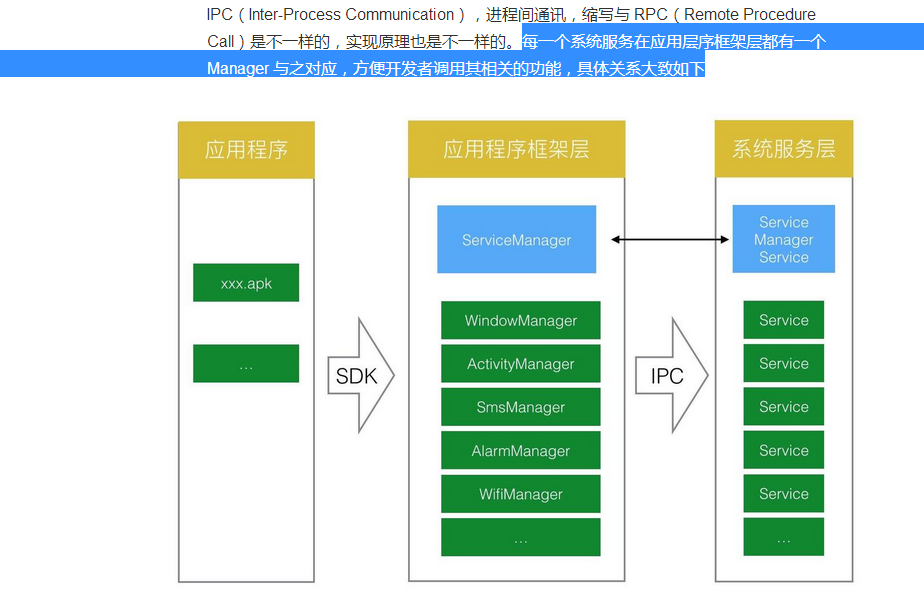 IPC（Inter-Process Communication），进程间通讯，缩写与 RPC（Remote Procedure
Call）是不一样的，实现原理也是不一样的。每一个系统服务在应用层序框架层都有一个
Manager 与之对应，方便开发者调用其相关的功能，具体关系大致如下
应用程序
xxx.apk
...
SDK
应用程序框架层
ServiceManager
WindowManager
ActivityManager
SmsManager
AlarmManager
WifiManager
...
IPC
系统服务层
Service
Manager
Service
Service
Service
Service
Service
Service
...